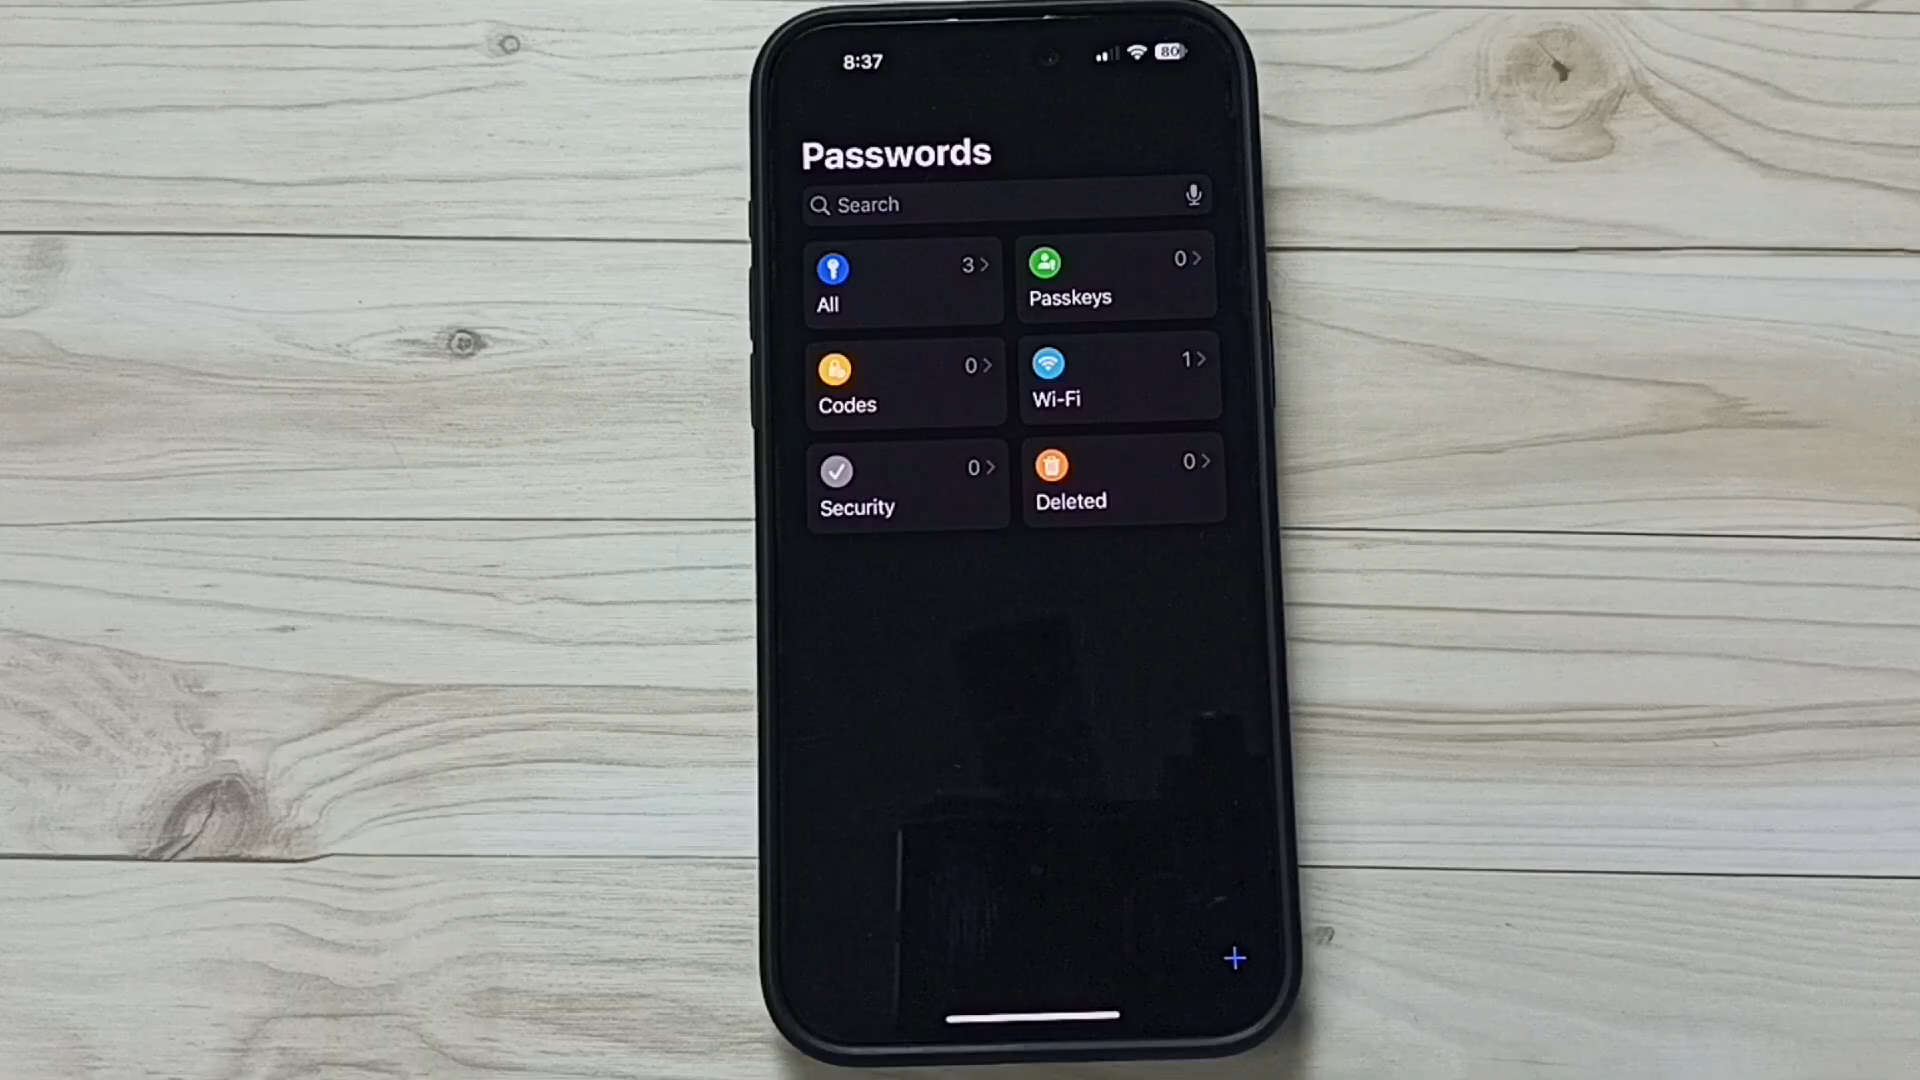 8:37
80
Passwords
Search
3
All
0
Passkeys
0
Codes
1
Wi-Fi
0
Security
0
Deleted